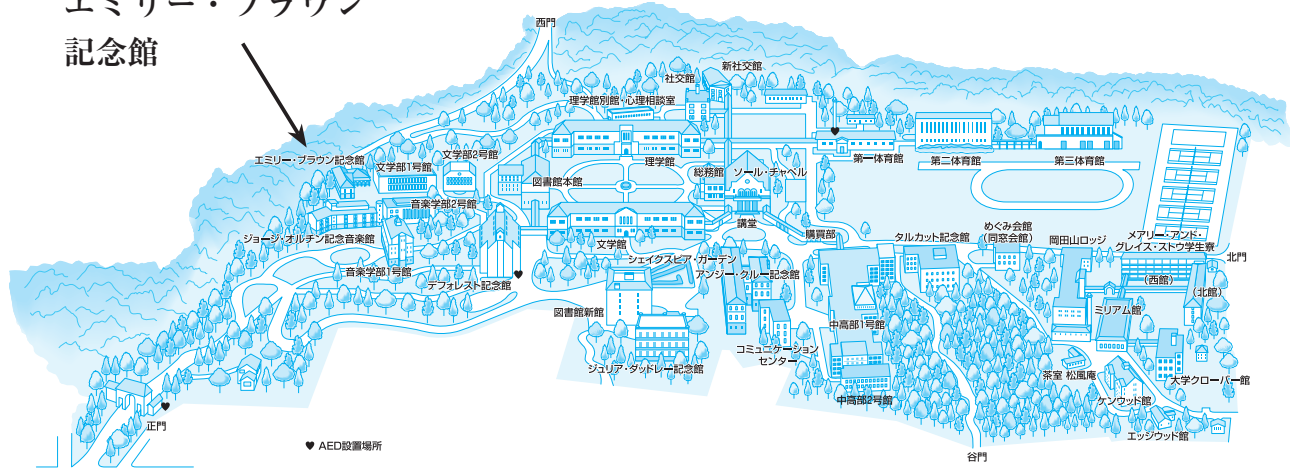 エミリー・ブラウン
記念館
西門
新社交館
社交館
理学館別館・心理相談室
エミリー・ブラウン記念館
文学部1号館
文学部2号館
理学館
第一体育館
第二体育館
第三体育館
図書館本館
総務館
ソール・チャペル
音楽学部2号館
ジョージ・オルチン記念音楽館
文学館
講堂
購買部
タルカット記念館
めぐみ会館
(同窓会館)
岡田山ロッジ
メアリー・アンド・
グレイス・ストウ学生寮
北門
音楽学部1号館
デフォレスト記念館
シェイクスピア・ガーデン
アンジー・クルー記念館
(西館)
(北館)
図書館新館
中高部1号館
ミリアム館
コミュニケーション
センター
ジュリア・ダッドレー記念館
茶室 松風庵
大学クローバー館
中高部2号館
ケンウッド館
正門
エッジウッド館
♥ AED設置場所
谷門